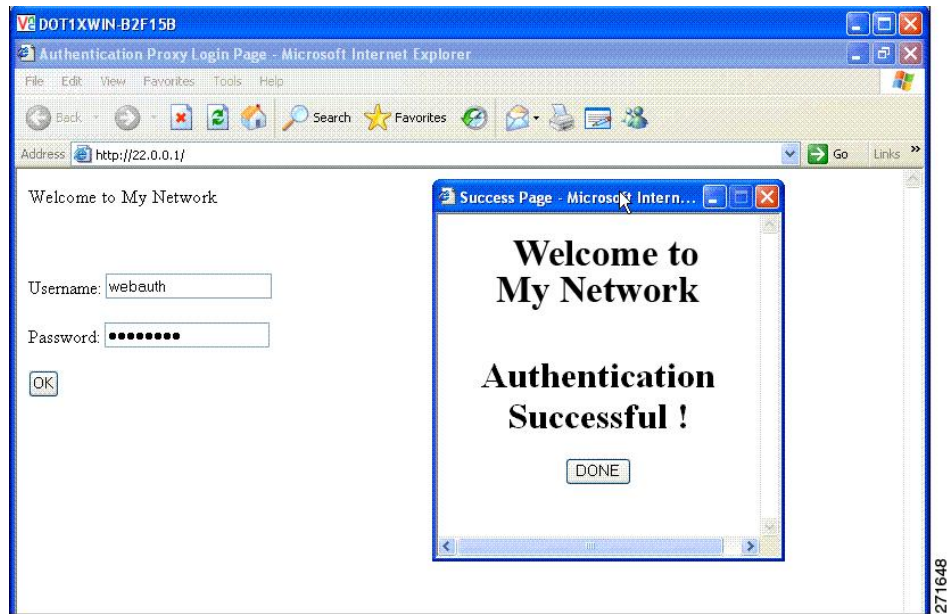 DOT1XWIN-B2F15B
Authentication Proxy Login Page - Microsoft Internet Explorer
File Edit View Favorites Tools Help
Back Search Favorites
Address http://22.0.0.1/ Go Links »
Welcome to My Network
Username: webauth
Password: ••••••••
OK
Success Page - Microsoft Intern...
Welcome to
My Network
Authentication
Successful !
DONE
271648